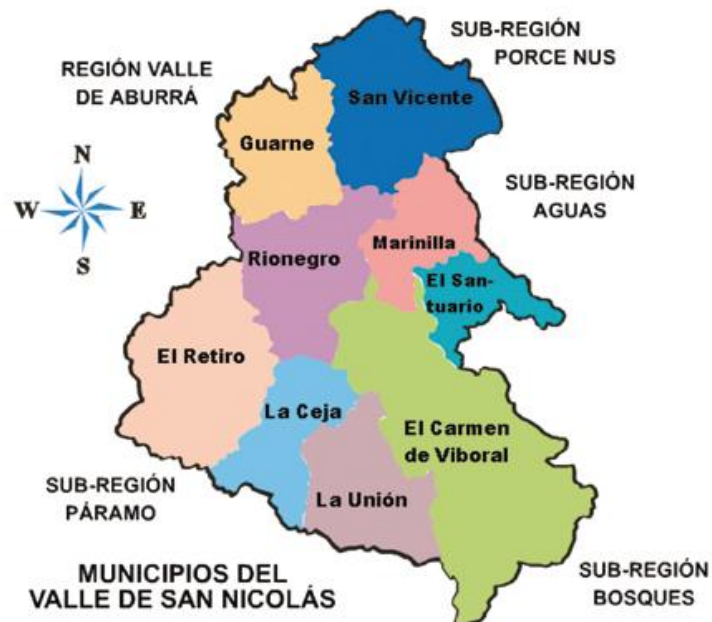 SUB-REGIÓN
PORCE NUS
REGIÓN VALLE
DE ABURRÁ
San Vicente
Guarne
N
W
E
S
SUB-REGIÓN
AGUAS
Marinilla
Rionegro
El San-
tuario
El Retiro
La Ceja
El Carmen
de Viboral
SUB-REGIÓN
PÁRAMO
La Unión
MUNICIPIOS DEL
VALLE DE SAN NICOLÁS
SUB-REGIÓN
BOSQUES